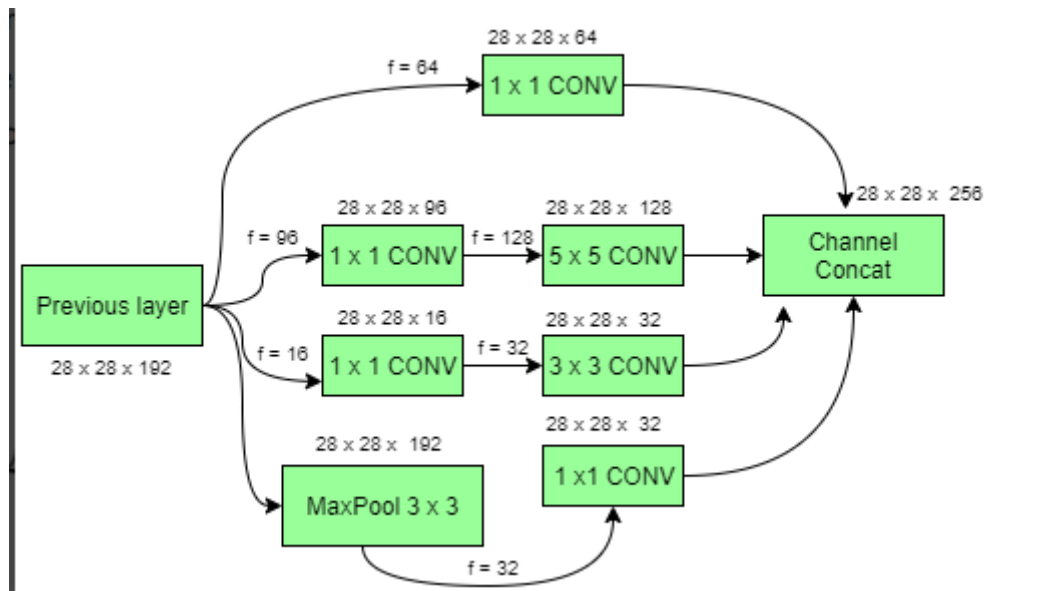 28 x 28 x 64
f = 64
1 x 1 CONV
28 x 28 x 256
28 x 28 x 96
28 x 28 x 128
f = 96
1 x 1 CONV
f = 128
5 x 5 CONV
Channel
Concat
Previous layer
28 x 28 x 192
28 x 28 x 16
28 x 28 x 32
f = 16
1 x 1 CONV
f = 32
3 x 3 CONV
28 x 28 x 32
1 x1 CONV
28 x 28 x 192
MaxPool 3 x 3
f = 32